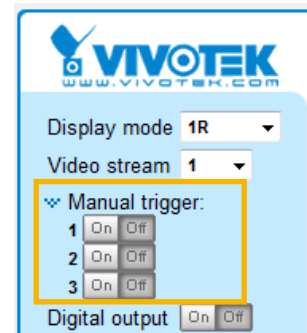 VIVOTEK
www.vivotek.com
Display mode 1R
Video stream 1
Manual trigger:
1 On Off
2 On Off
3 On Off
Digital output On Off